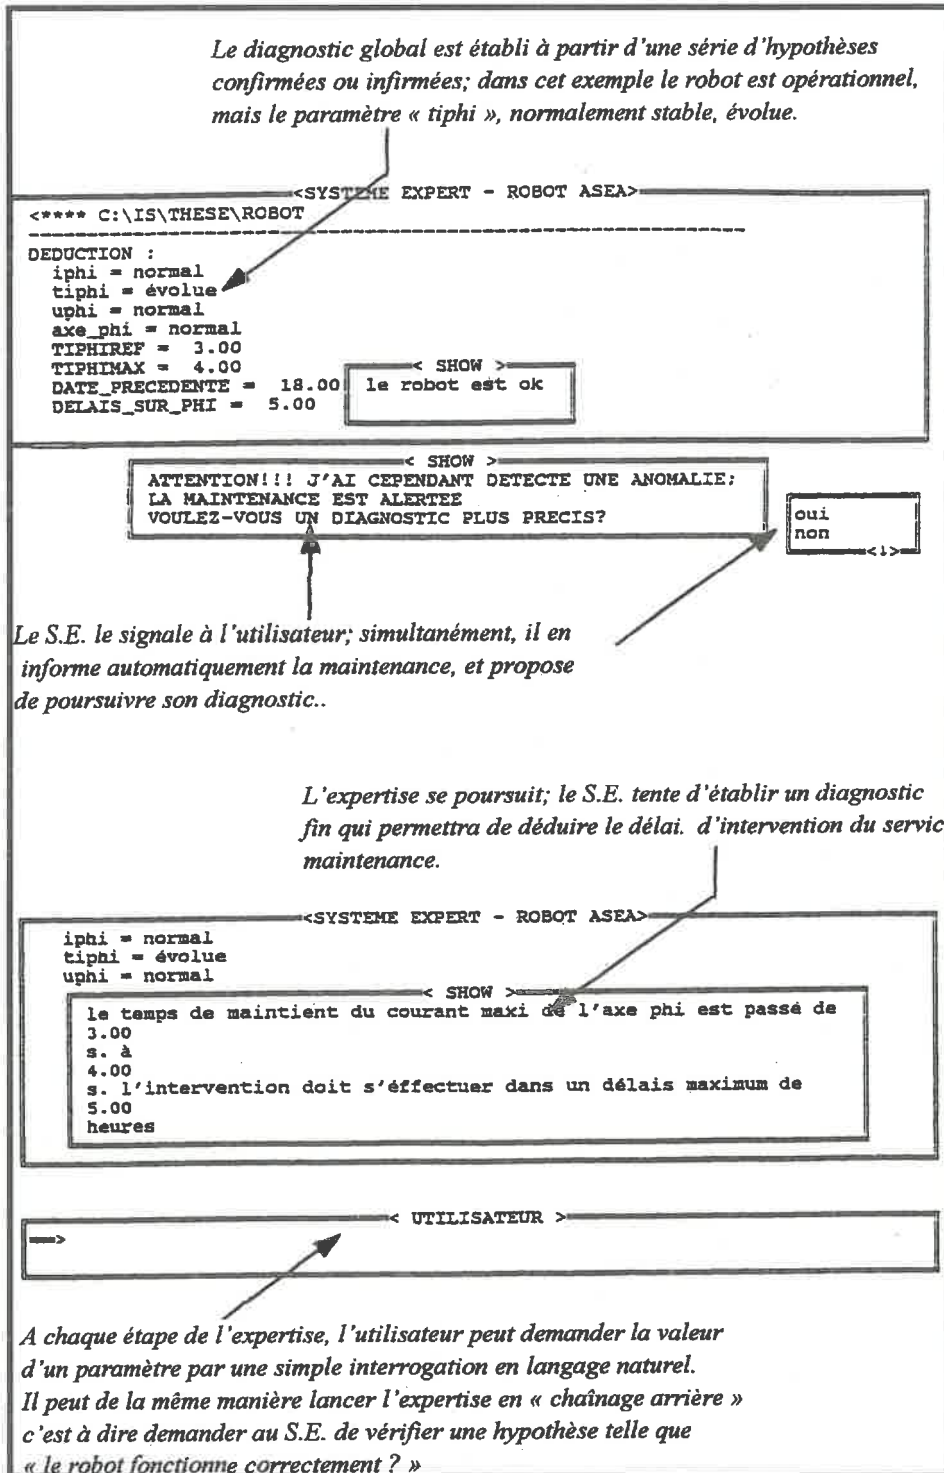 Le diagnostic global est établi à partir d'une série d'hypothèses
confirmées ou infirmées; dans cet exemple le robot est opérationnel,
mais le paramètre « tiphi », normalement stable, évolue.
<SYSTEME EXPERT - ROBOT ASEA>
<**** C:\IS\THESE\ROBOT
DEDUCTION :
iphi = normal
tiphi = évolue
uphi = normal
axe_phi = normal
TIPHIREF = 3.00
TIPHIMAX = 4.00
DATE_PRECEDENTE = 18.00
DELAIS_SUR_PHI = 5.00
< SHOW >
le robot est ok
< SHOW >
ATTENTION!!! J'AI CEPENDANT DETECTE UNE ANOMALIE:
LA MAINTENANCE EST ALERTEE
VOULEZ-VOUS UN DIAGNOSTIC PLUS PRECIS?
oui
non
<↓>
Le S.E. le signale à l'utilisateur; simultanément, il en
informe automatiquement la maintenance, et propose
de poursuivre son diagnostic..
L'expertise se poursuit; le S.E. tente d'établir un diagnostic
fin qui permettra de déduire le délai. d'intervention du servic
maintenance.
<SYSTEME EXPERT - ROBOT ASEA>
iphi = normal
tiphi = évolue
uphi = normal
< SHOW >
le temps de maintient du courant maxi de l'axe phi est passé de
3.00
s. à
4.00
s. l'intervention doit s'éffectuer dans un délais maximum de
5.00
heures
< UTILISATEUR >
==>
A chaque étape de l'expertise, l'utilisateur peut demander la valeur
d'un paramètre par une simple interrogation en langage naturel.
Il peut de la même manière lancer l'expertise en « chaînage arrière »
c'est à dire demander au S.E. de vérifier une hypothèse telle que
« le robot fonctionne correctement ? »